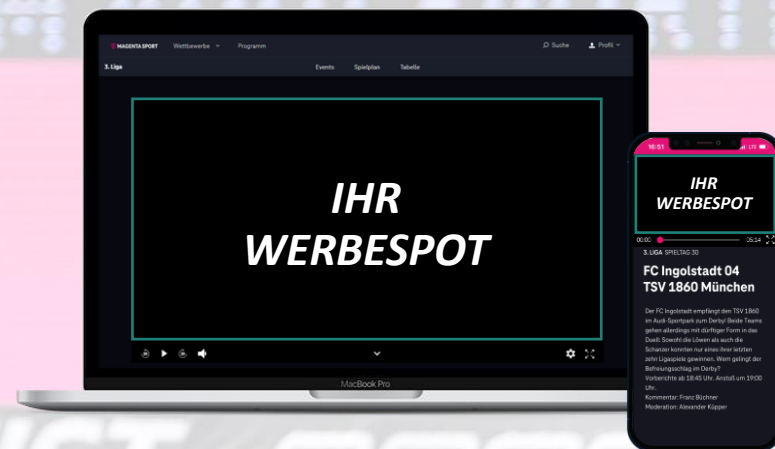 MAGENTA SPORT Wettbewerbe Programm Suche Profil
3. Liga Events Spielplan Tabelle
IHR
WERBESPOT
MacBook Pro
16:51 LTE
IHR
WERBESPOT
00:00 05:14
3. LIGA SPIELTAG 30
FC Ingolstadt 04
TSV 1860 München
Der FC Ingolstadt empfängt den TSV 1860
im Audi-Sportpark zum Derby! Beide Teams
gehen allerdings mit dürftiger Form in das
Duell: Sowohl die Löwen als auch die
Schanzer konnten nur eines ihrer letzten
zehn Ligaspiele gewinnen. Wem gelingt der
Befreiungsschlag im Derby?
Vorberichte ab 18:45 Uhr. Anstoß um 19:00
Uhr.
Kommentar: Franz Büchner
Moderation: Alexander Küpper